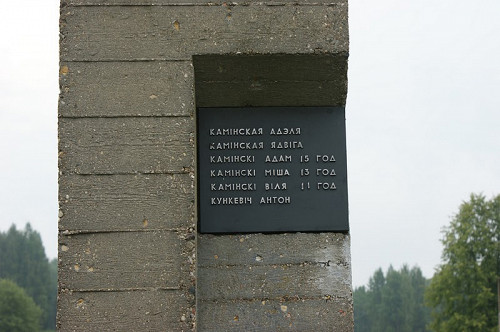 КАМІНСКАЯ АДЭЛЯ
КАМІНСКАЯ ЯДВІГА
КАМІНСКІ АДАМ 15 ГОД
КАМІНСКІ МІША 13 ГОД
КАМІНСКІ ВІЛЯ 11 ГОД
КУНКЕВІЧ АНТОН